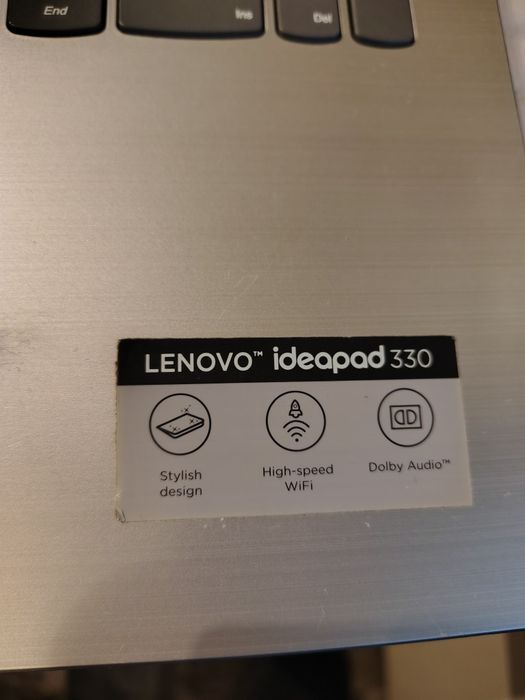 End
Ins
Del
LENOVO™ ideapad 330
Stylish design
High-speed WiFi
Dolby Audio™